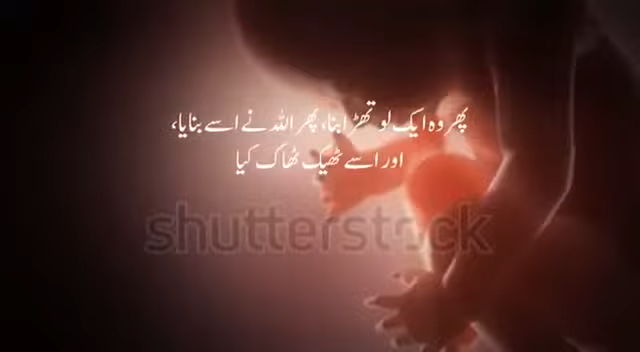 پھر وہ ایک لوتھڑا بنا، پھر اللہ نے اسے بنایا،
اور اسے ٹھیک ٹھاک کیا
shutterstock